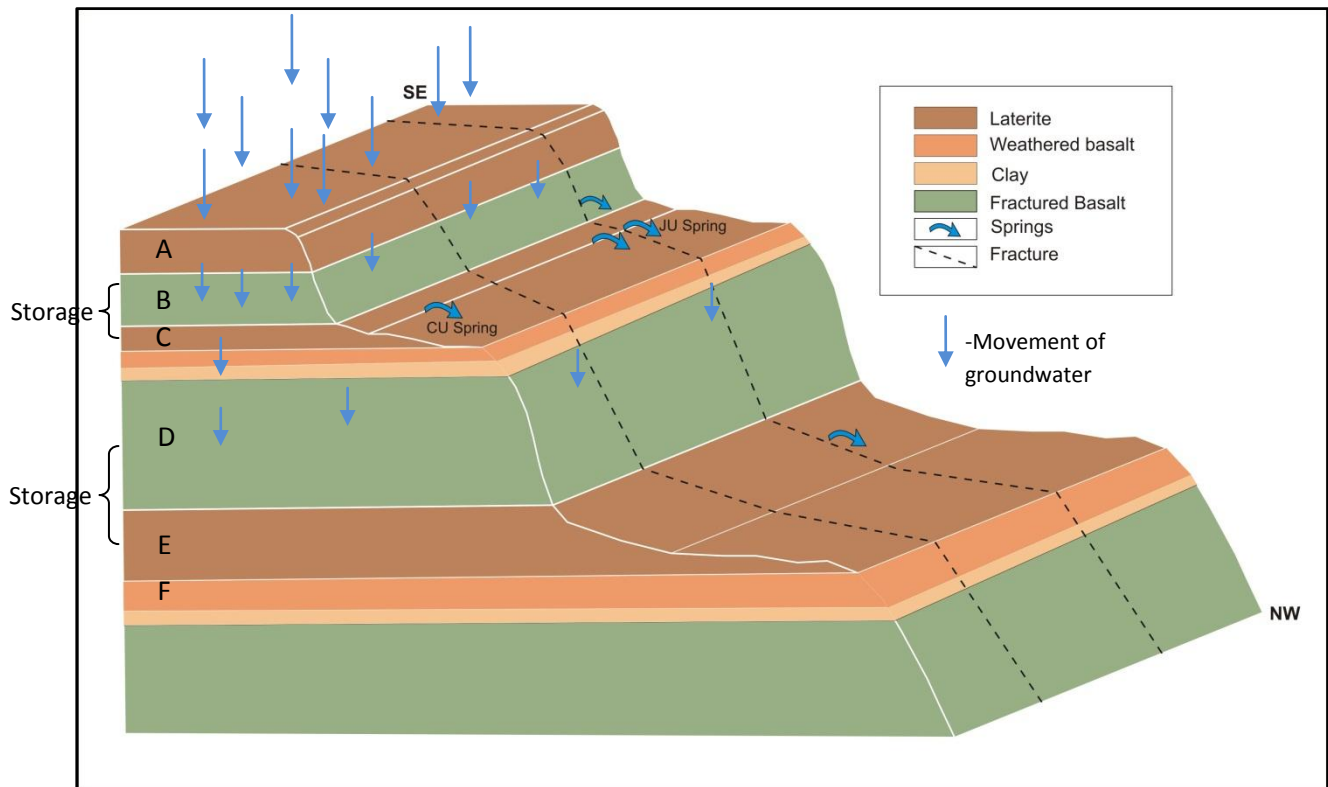 SE
Laterite
Weathered basalt
Clay
Fractured Basalt
Springs
Fracture
JU Spring
A
B
Storage
C
CU Spring
-Movement of
groundwater
D
Storage
E
F
NW